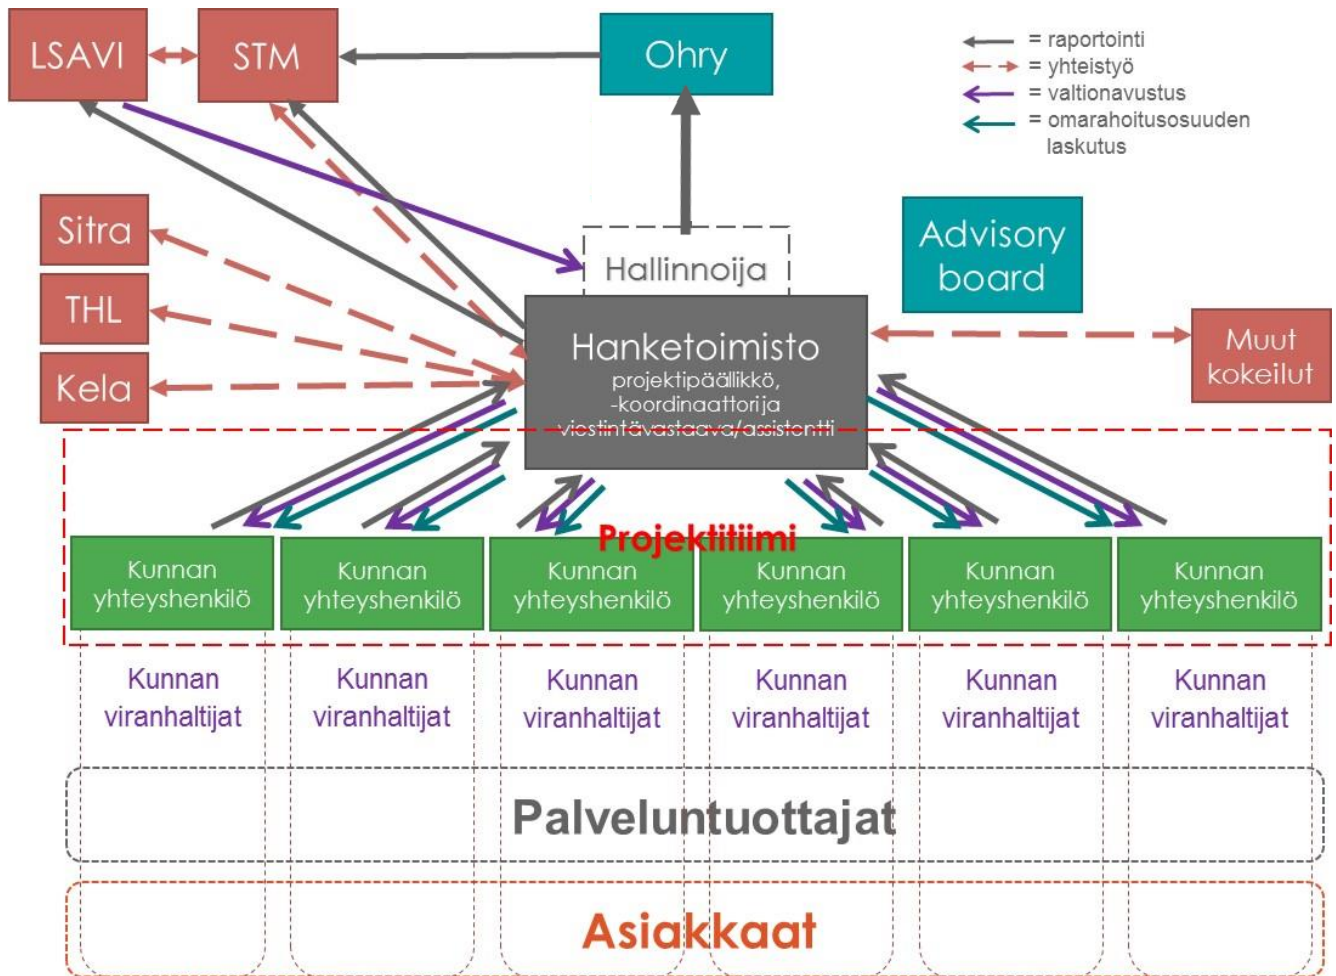 LSAVI
STM
Ohry
= raportointi
= yhteistyö
= valtionavustus
= omarahoitusosuuden
laskutus
Sitra
THL
Kela
Hallinnoija
Advisory
board
Hanketoimisto
projektipäällikkö,
-koordinaattori ja
viestintävastaava/assistentti
Muut
kokeilut
Projektitiimi
Kunnan
yhteyshenkilö
Kunnan
yhteyshenkilö
Kunnan
yhteyshenkilö
Kunnan
yhteyshenkilö
Kunnan
yhteyshenkilö
Kunnan
yhteyshenkilö
Kunnan
viranhaltijat
Kunnan
viranhaltijat
Kunnan
viranhaltijat
Kunnan
viranhaltijat
Kunnan
viranhaltijat
Kunnan
viranhaltijat
Palveluntuottajat
Asiakkaat